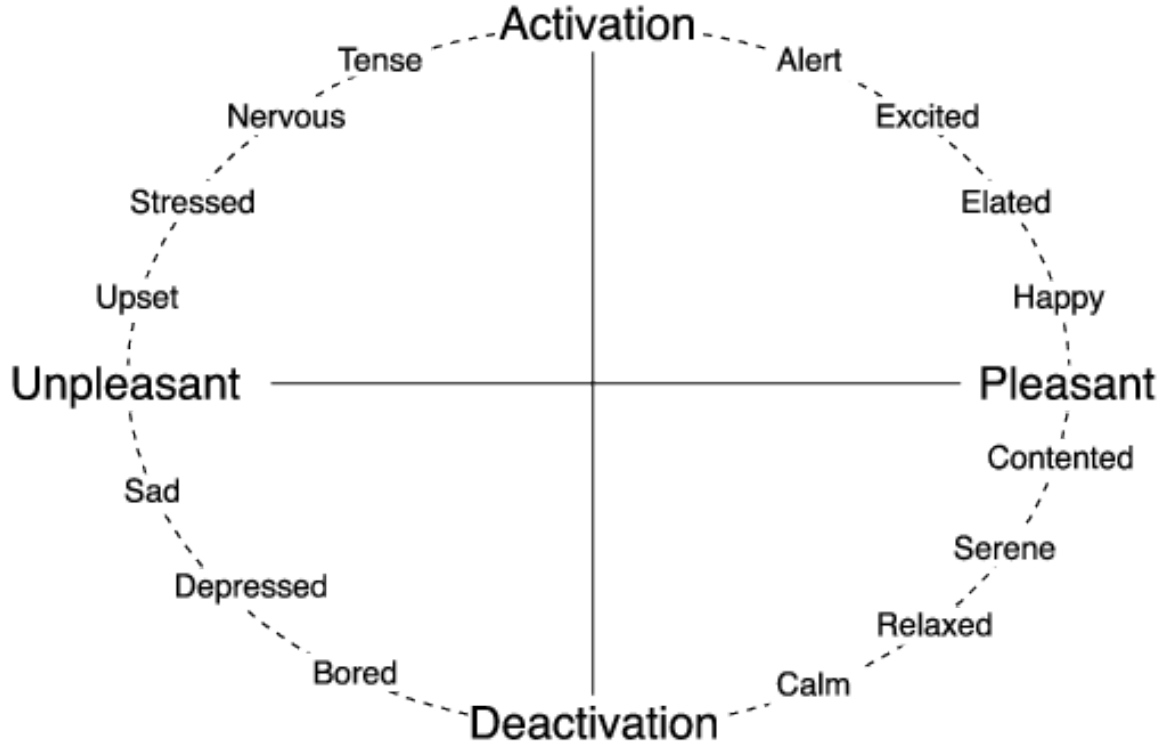 Activation
Tense
Alert
Nervous
Excited
Stressed
Elated
Upset
Happy
Unpleasant
Pleasant
Contented
Sad
Serene
Depressed
Relaxed
Bored
Calm
Deactivation